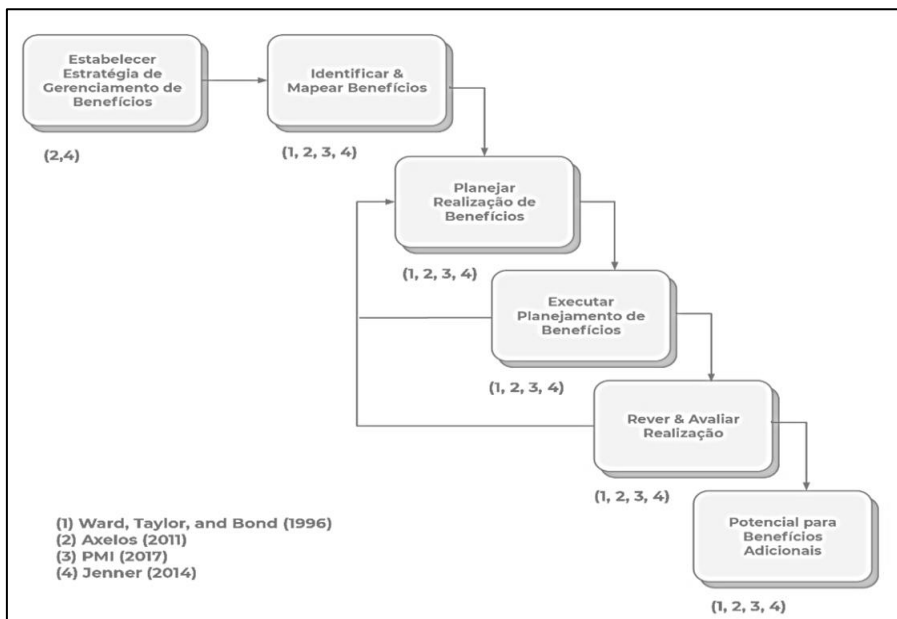 Estabelecer
Estratégia de
Gerenciamento de
Benefícios
(2,4)
Identificar &
Mapear Benefícios
(1, 2, 3, 4)
Planejar
Realização de
Benefícios
(1, 2, 3, 4)
Executar
Planejamento de
Benefícios
(1, 2, 3, 4)
Rever & Avaliar
Realização
(1, 2, 3, 4)
Potencial para
Benefícios
Adicionais
(1, 2, 3, 4)
(1) Ward, Taylor, and Bond (1996)
(2) Axelos (2011)
(3) PMI (2017)
(4) Jenner (2014)